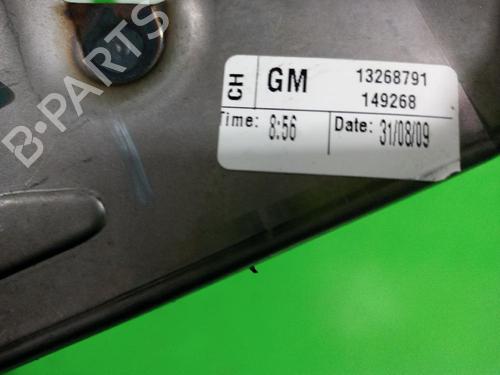 B-PARTS
CH
GM 13268791
149268
Time: 8:56 Date: 31/08/09